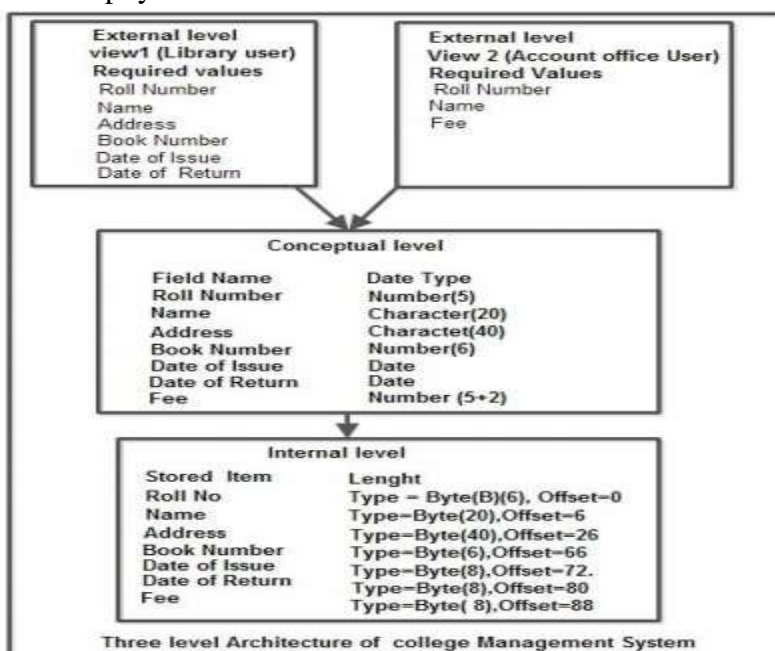 External level
view1 (Library user)
Required values
Roll Number
Name
Address
Book Number
Date of Issue
Date of Return
External level
View 2 (Account office User)
Required Values
Roll Number
Name
Fee
Conceptual level
Field Name Date Type
Roll Number Number(5)
Name Character(20)
Address Charactet(40)
Book Number Number(6)
Date of Issue Date
Date of Return Date
Fee Number (5+2)
Internal level
Stored Item Lenght
Roll No Type = Byte(B)(6), Offset=0
Name Type=Byte(20),Offset=6
Address Type=Byte(40),Offset=26
Book Number Type=Byte(6),Offset=66
Date of Issue Type=Byte(8),Offset=72.
Date of Return Type=Byte(8),Offset=80
Fee Type=Byte( 8),Offset=88
Three level Architecture of college Management System